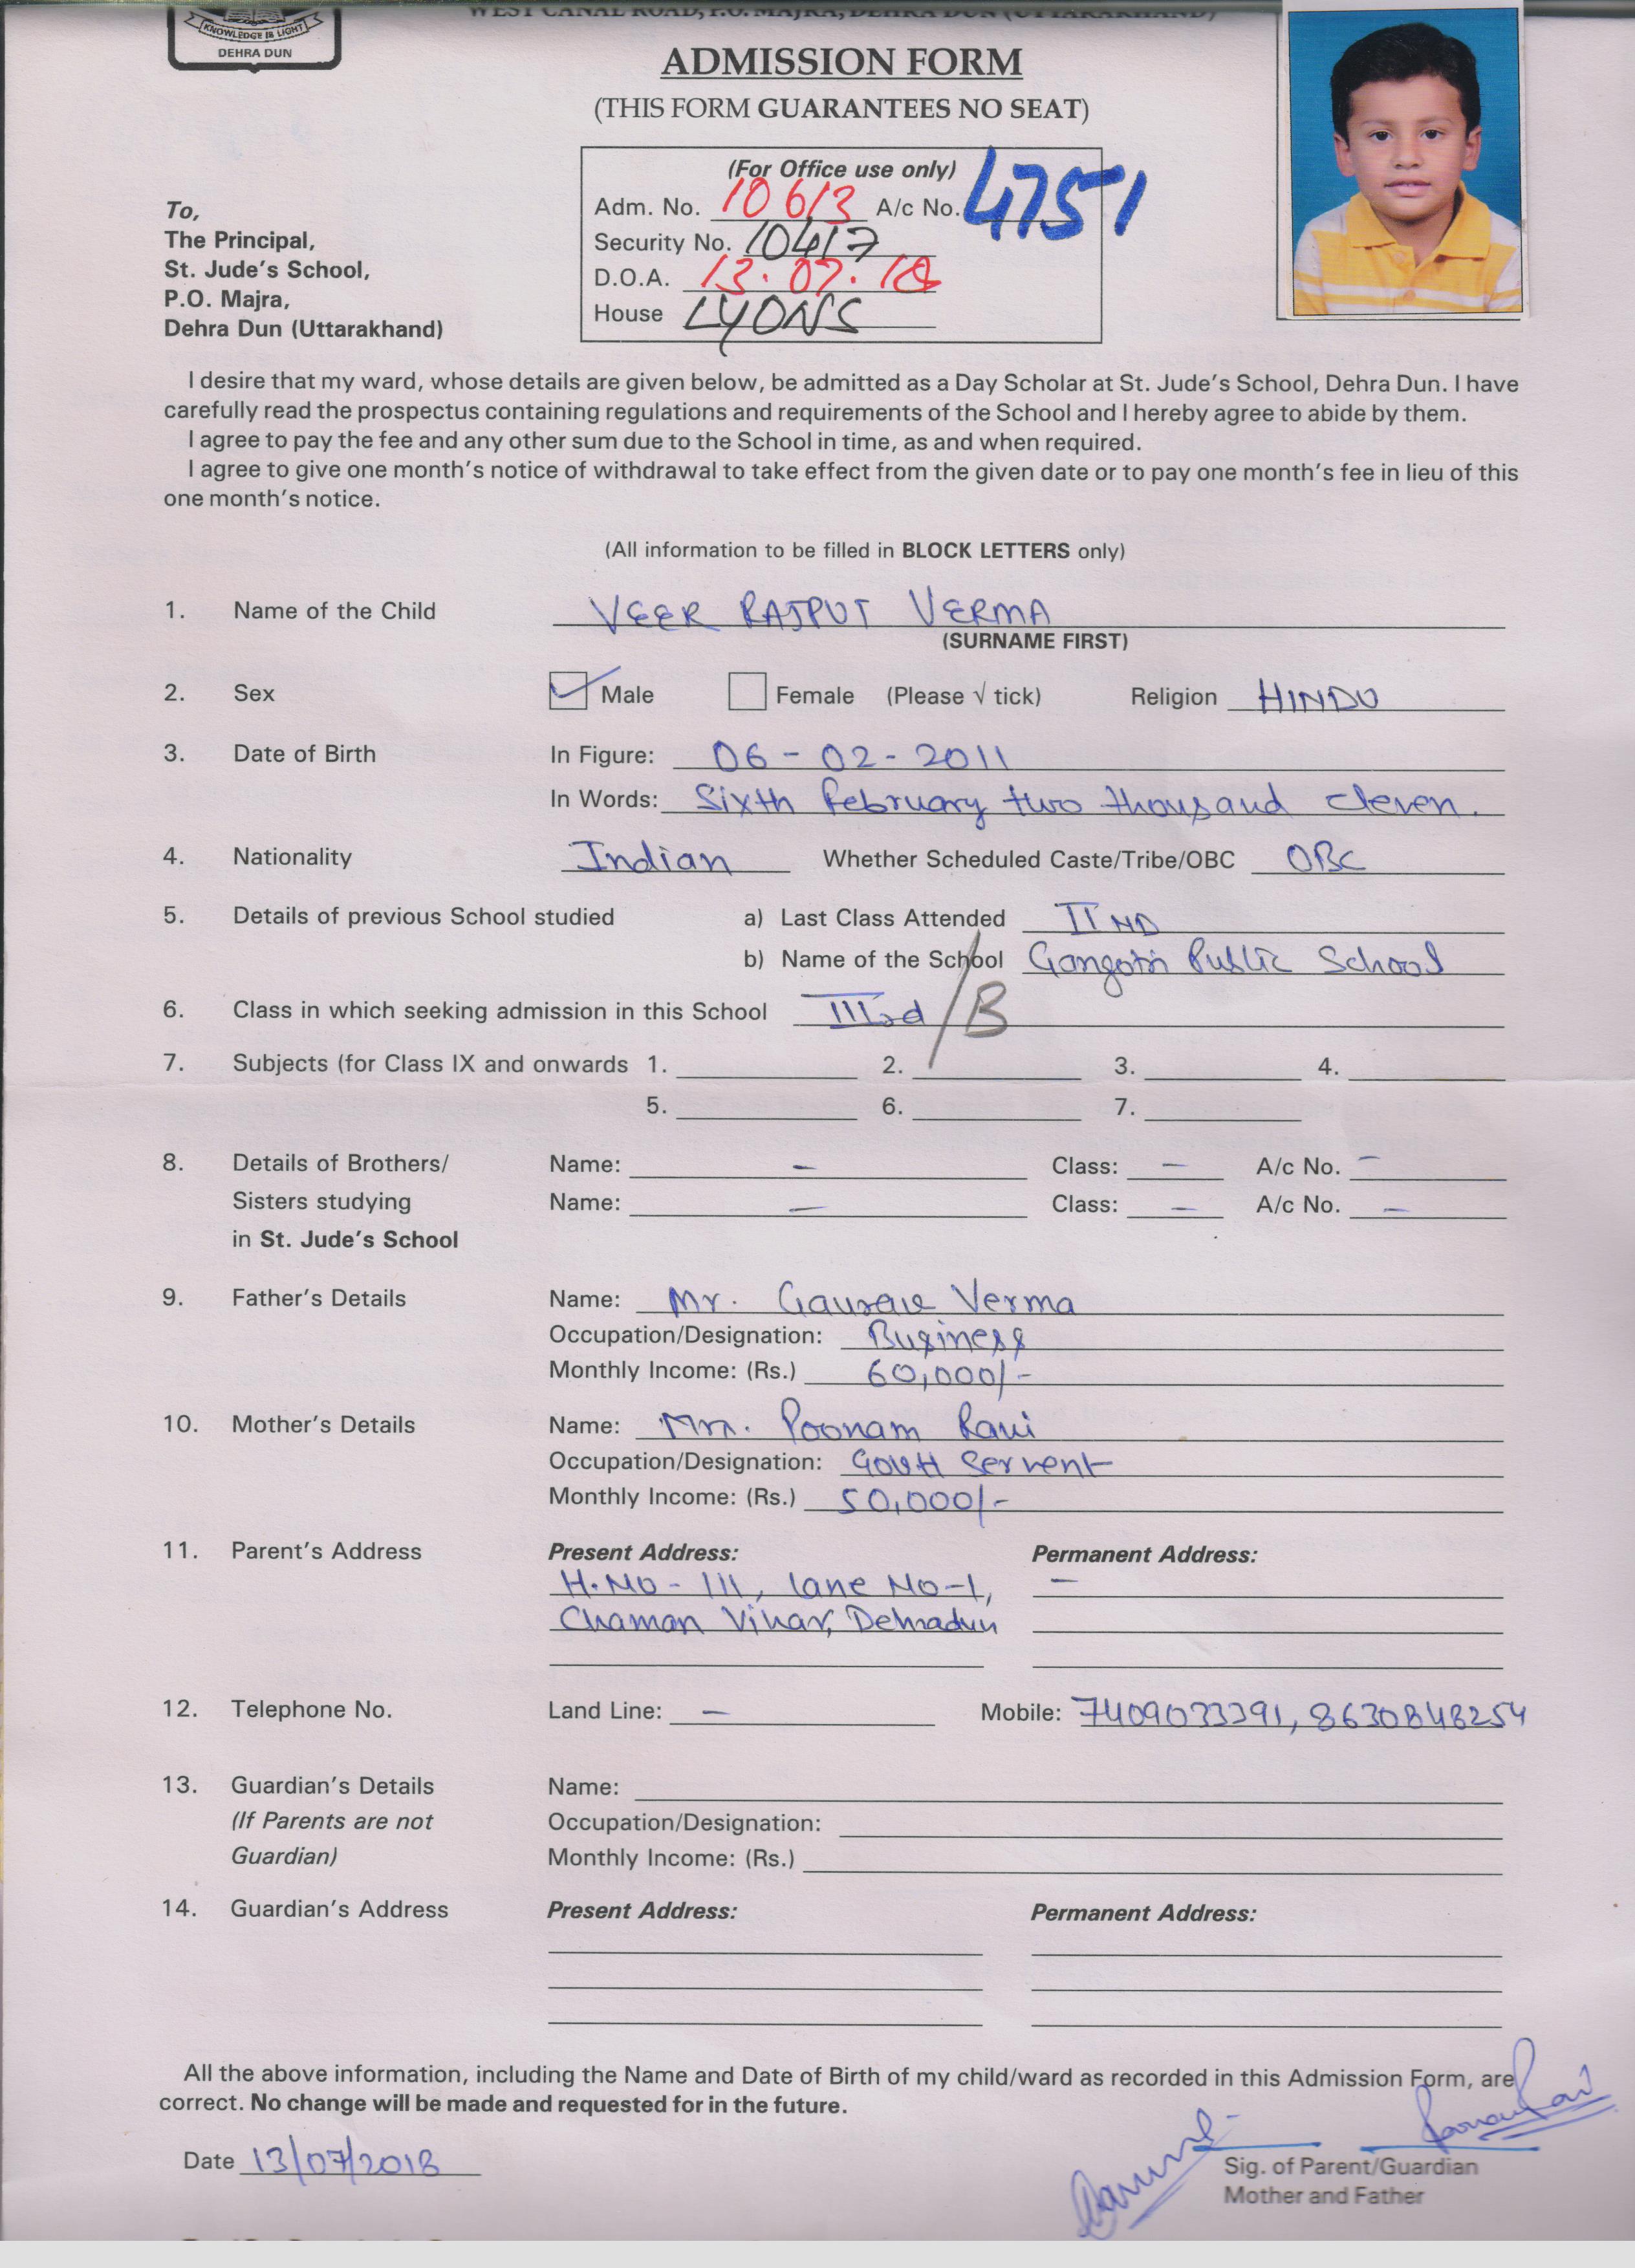 WEST CANAL ROAD, P.O. MAJRA, DEHRA DUN (UTTARAKHAND)
KNOWLEDGE IS LIGHT
DEHRA DUN
ADMISSION FORM
(THIS FORM GUARANTEES NO SEAT)
(For Office use only)
Adm. No. 10613 A/c No. 4751
Security No. 10417
D.O.A. 13.07.18
House LYONS
To,
The Principal,
St. Jude's School,
P.O. Majra,
Dehra Dun (Uttarakhand)
I desire that my ward, whose details are given below, be admitted as a Day Scholar at St. Jude's School, Dehra Dun. I have
carefully read the prospectus containing regulations and requirements of the School and I hereby agree to abide by them.
I agree to pay the fee and any other sum due to the School in time, as and when required.
I agree to give one month's notice of withdrawal to take effect from the given date or to pay one month's fee in lieu of this
one month's notice.
(All information to be filled in BLOCK LETTERS only)
1. Name of the Child VEER RAJPUT VERMA
(SURNAME FIRST)
2. Sex Male Female (Please √ tick) Religion HINDU
3. Date of Birth In Figure: 06-02-2011
In Words: Sixth February two thousand eleven.
4. Nationality Indian Whether Scheduled Caste/Tribe/OBC OBC
5. Details of previous School studied a) Last Class Attended II ND
b) Name of the School Gangotri Public School
6. Class in which seeking admission in this School IIIrd /B
7. Subjects (for Class IX and onwards 1. 2. 3. 4.
5. 6. 7.
8. Details of Brothers/ Name: - Class: - A/c No. -
Sisters studying Name: - Class: - A/c No. -
in St. Jude's School
9. Father's Details Name: Mr. Gaurav Verma
Occupation/Designation: Business
Monthly Income: (Rs.) 60,000/-
10. Mother's Details Name: Mrs. Poonam Ravi
Occupation/Designation: Govtt Servent
Monthly Income: (Rs.) 50,000/-
11. Parent's Address Present Address: Permanent Address:
H.NO - 111, lane No-1, -
Chaman Vihar, Dehradun
12. Telephone No. Land Line: - Mobile: 7409033391, 8630848254
13. Guardian's Details Name:
(If Parents are not Occupation/Designation:
Guardian) Monthly Income: (Rs.)
14. Guardian's Address Present Address: Permanent Address:
All the above information, including the Name and Date of Birth of my child/ward as recorded in this Admission Form, are
correct. No change will be made and requested for in the future.
Date 13/07/2018
Sig. of Parent/Guardian
Mother and Father